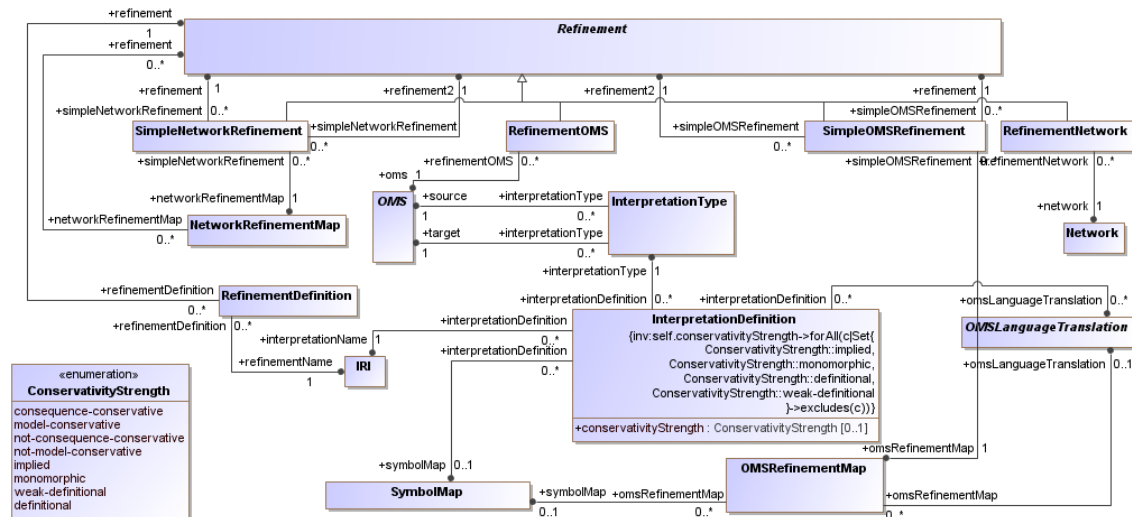 +refinement
1
Refinement
+refinement
0..*
+refinement 1
+refinement2 1
+refinement2 1
+refinement 1
+simpleNetworkRefinement 0..*
+simpleOMSRefinement 0..*
SimpleNetworkRefinement
+simpleNetworkRefinement
0..*
RefinementOMS
+simpleOMSRefinement
0..*
SimpleOMSRefinement
RefinementNetwork
+simpleNetworkRefinement 0..*
+refinementOMS 0..*
+simpleOMSRefinement 0..*
+refinementNetwork 0..*
+oms 1
+networkRefinementMap 1
OMS
+source
1
+interpretationType
0..*
InterpretationType
+network 1
+networkRefinementMap
0..*
NetworkRefinementMap
+target
1
+interpretationType
0..*
Network
+interpretationType 1
+refinementDefinition
0..*
RefinementDefinition
+interpretationDefinition 0..*
+interpretationDefinition 0..*
+omsLanguageTranslation 0..*
+refinementDefinition 0..*
+interpretationDefinition
0..*
InterpretationDefinition
OMSLanguageTranslation
{inv:self.conservativityStrength->forAll(c|Set{
ConservativityStrength::implied,
ConservativityStrength::monomorphic,
ConservativityStrength::definitional,
ConservativityStrength::weak-definitional
}->excludes(c))}
+conservativityStrength : ConservativityStrength [0..1]
+interpretationName 1
+interpretationDefinition
0..*
+omsLanguageTranslation 0..1
+refinementName
1
IRI
«enumeration»
ConservativityStrength
consequence-conservative
model-conservative
not-consequence-conservative
not-model-conservative
implied
monomorphic
weak-definitional
definitional
+symbolMap 0..1
+omsRefinementMap 1
OMSRefinementMap
+omsRefinementMap
0..*
SymbolMap
+symbolMap
0..1
+omsRefinementMap
0..*